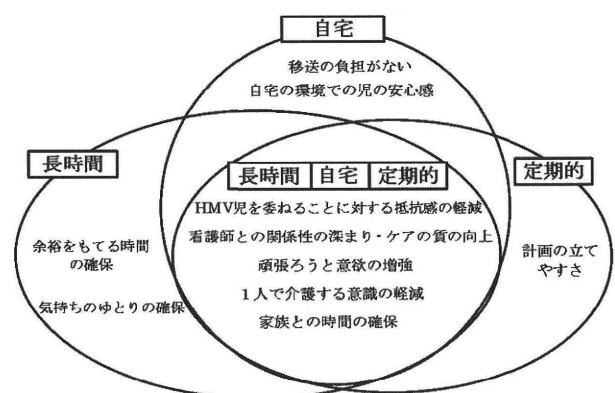 自宅
移送の負担がない
自宅の環境での児の安心感
長時間
定期的
長時間 自宅 定期的
HMV児を委ねることに対する抵抗感の軽減
看護師との関係性の深まり・ケアの質の向上
頑張ろうと意欲の増強
1人で介護する意識の軽減
家族との時間の確保
余裕をもてる時間
の確保
気持ちのゆとりの確保
計画の立て
やすさ